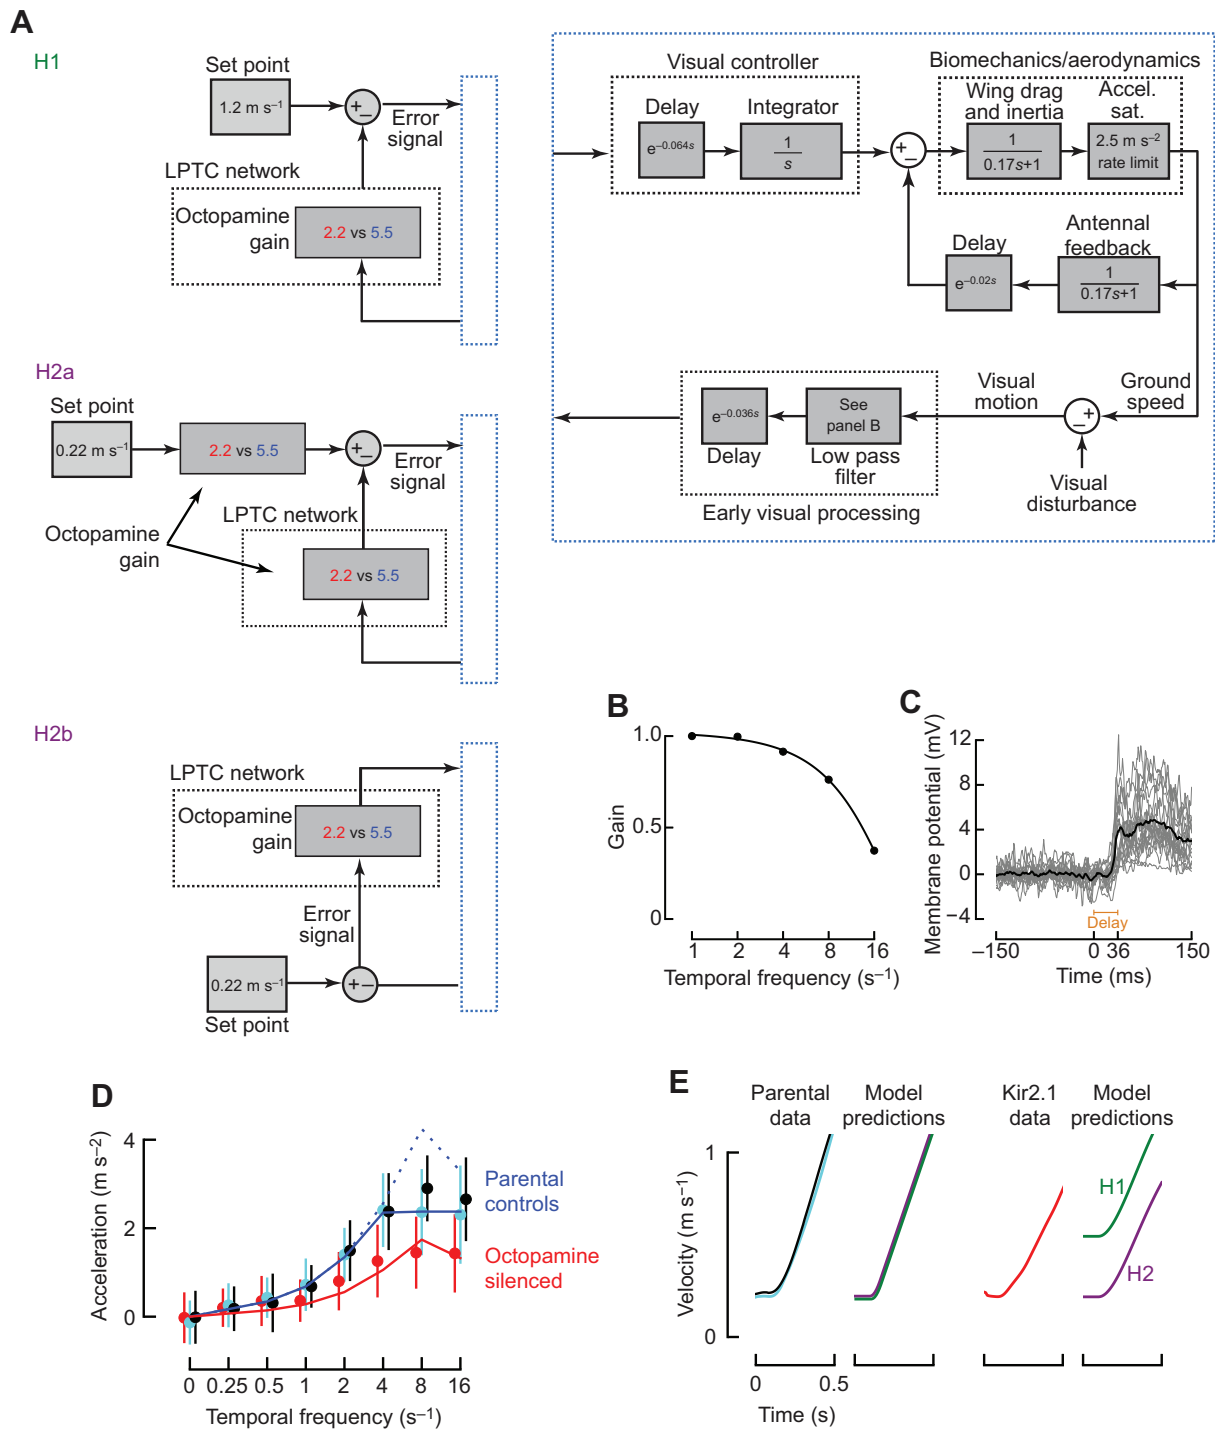 A
H1
Set point
1.2 m s⁻¹
+
−
Error
signal
LPTC network
Octopamine
gain
2.2 vs 5.5
Visual controller
Delay
e^−0.064s
Integrator
1
s
+
−
Biomechanics/aerodynamics
Wing drag
and inertia
1
0.17s+1
Accel.
sat.
2.5 m s⁻²
rate limit
Delay
e^−0.02s
Antennal
feedback
1
0.17s+1
Visual
motion
Ground
speed
−
+
Visual
disturbance
e^−0.036s
Delay
See
panel B
Low pass
filter
Early visual processing
H2a
Set point
0.22 m s⁻¹
2.2 vs 5.5
+
−
Error
signal
Octopamine
gain
LPTC network
2.2 vs 5.5
H2b
LPTC network
Octopamine
gain
2.2 vs 5.5
Error
signal
0.22 m s⁻¹
+−
Set point
B
Gain
1.0
0.5
0
1 2 4 8 16
Temporal frequency (s⁻¹)
C
Membrane potential (mV)
12
8
4
0
−4
Delay
−150 0 36 150
Time (ms)
D
Acceleration (m s⁻²)
4
2
0
Parental
controls
Octopamine
silenced
0 0.25 0.5 1 2 4 8 16
Temporal frequency (s⁻¹)
E
Parental
data
Model
predictions
Kir2.1
data
Model
predictions
Velocity (m s⁻¹)
1
0
H1
H2
0 0.5
Time (s)